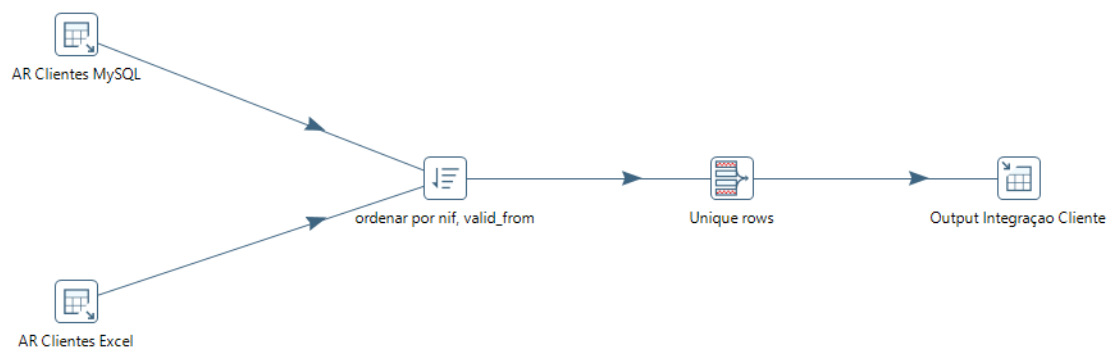 AR Clientes MySQL
ordenar por nif, valid_from
Unique rows
Output Integraçao Cliente
AR Clientes Excel